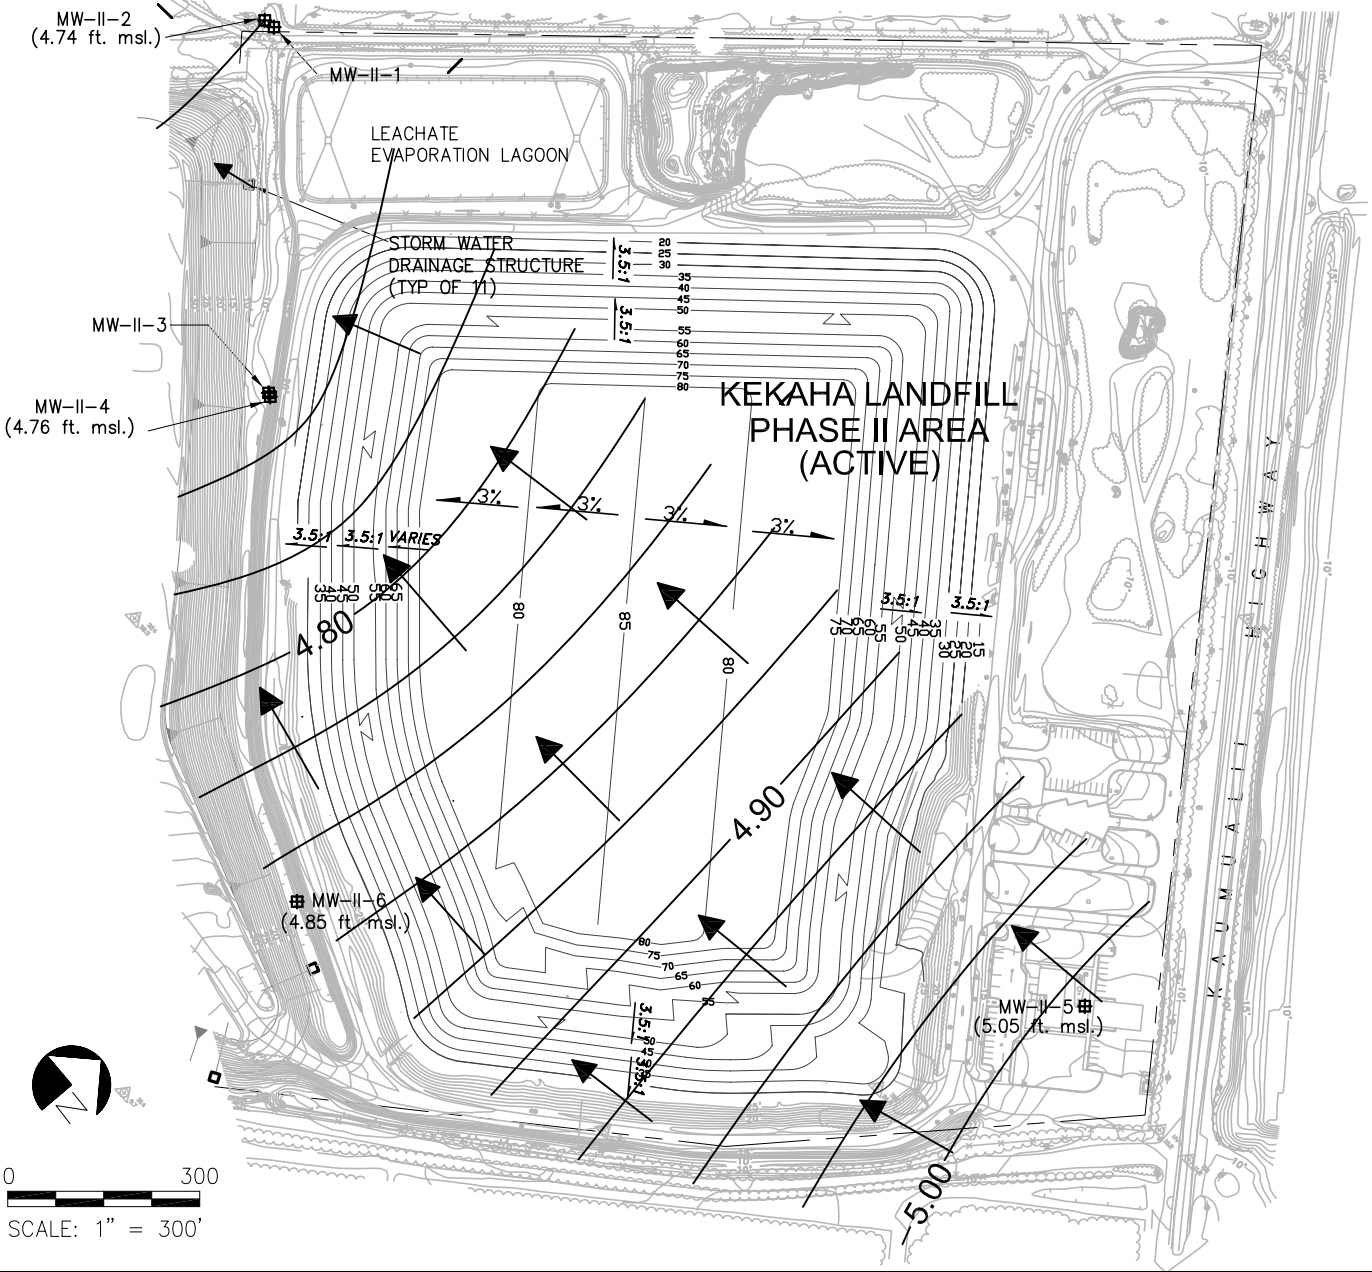 MW-II-2
(4.74 ft. msl.)
MW-II-1
LEACHATE
EVAPORATION LAGOON
STORM WATER
DRAINAGE STRUCTURE
(TYP OF 11)
3.5:1
3.5:1
20
25
30
35
40
45
50
55
60
65
70
75
80
MW-II-3
MW-II-4
(4.76 ft. msl.)
KEKAHA LANDFILL
PHASE II AREA
(ACTIVE)
3%
3%
3%
3%
3.5:1
3.5:1 VARIES
35
40
45
50
55
60
65
4.80
80
85
80
3.5:1
3.5:1
75
70
65
60
55
50
45
40
35
30
25
20
15
KAUMUALII HIGHWAY
4.90
MW-II-6
(4.85 ft. msl.)
80
75
70
65
60
55
3.5:1
50
45
3.5:1
MW-II-5
(5.05 ft. msl.)
5.00
N
0 300
SCALE: 1" = 300'